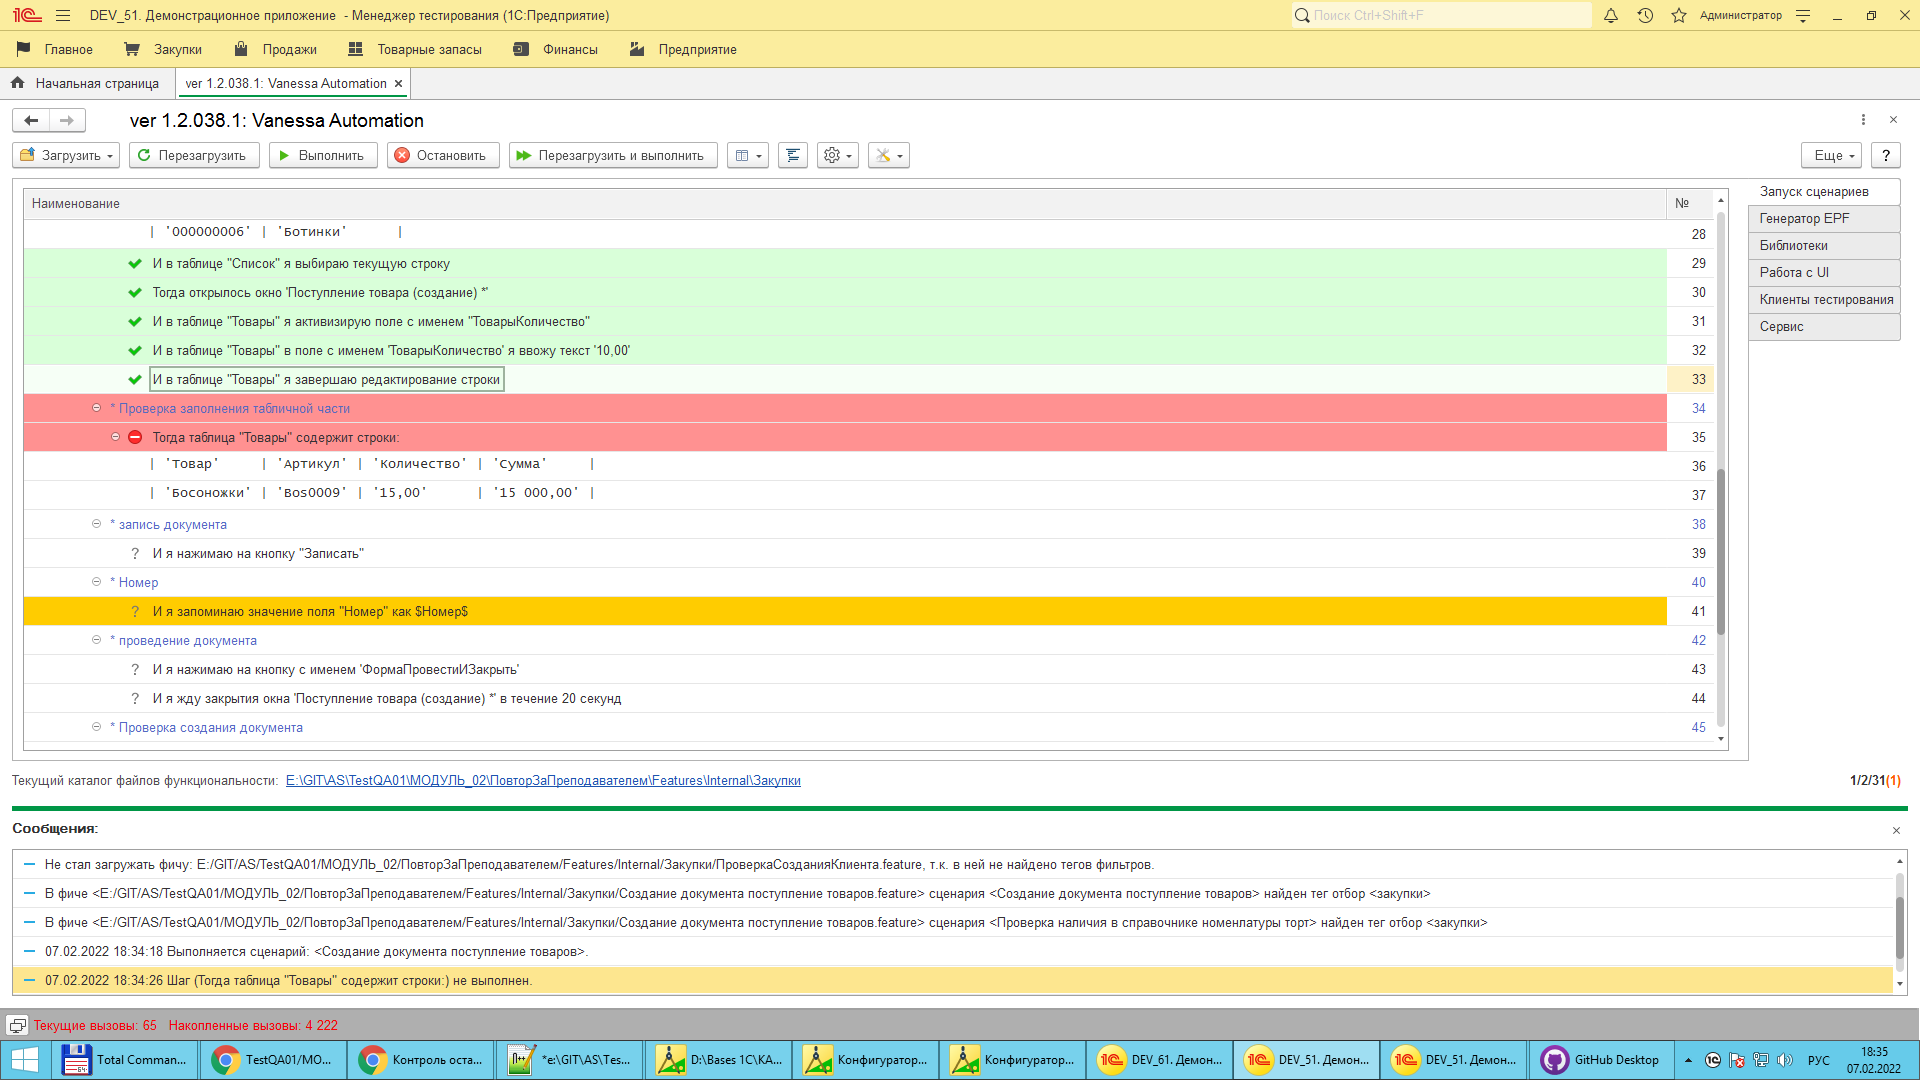 DEV_51. Демонстрационное приложение - Менеджер тестирования (1С:Предприятие)
Поиск Ctrl+Shift+F
Администратор
Главное Закупки Продажи Товарные запасы Финансы Предприятие
Начальная страница
ver 1.2.038.1: Vanessa Automation ×
ver 1.2.038.1: Vanessa Automation
Загрузить Перезагрузить Выполнить Остановить Перезагрузить и выполнить Еще ?
Запуск сценариев
Генератор EPF
Библиотеки
Работа с UI
Клиенты тестирования
Сервис
Наименование №
| '000000006' | 'Ботинки' | 28
И в таблице "Список" я выбираю текущую строку 29
Тогда открылось окно 'Поступление товара (создание) *' 30
И в таблице "Товары" я активизирую поле с именем "ТоварыКоличество" 31
И в таблице "Товары" в поле с именем 'ТоварыКоличество' я ввожу текст '10,00' 32
И в таблице "Товары" я завершаю редактирование строки 33
* Проверка заполнения табличной части 34
Тогда таблица "Товары" содержит строки: 35
| 'Товар' | 'Артикул' | 'Количество' | 'Сумма' | 36
| 'Босоножки' | 'Bos0009' | '15,00' | '15 000,00' | 37
* запись документа 38
? И я нажимаю на кнопку "Записать" 39
* Номер 40
? И я запоминаю значение поля "Номер" как $Номер$ 41
* проведение документа 42
? И я нажимаю на кнопку с именем 'ФормаПровестиИЗакрыть' 43
? И я жду закрытия окна 'Поступление товара (создание) *' в течение 20 секунд 44
* Проверка создания документа 45
Текущий каталог файлов функциональности: E:\GIT\AS\TestQA01\МОДУЛЬ_02\ПовторЗаПреподавателем\Features\Internal\Закупки 1/2/31(1)
Сообщения:
Не стал загружать фичу: E:/GIT/AS/TestQA01/МОДУЛЬ_02/ПовторЗаПреподавателем/Features/Internal/Закупки/ПроверкаСозданияКлиента.feature, т.к. в ней не найдено тегов фильтров.
В фиче <E:/GIT/AS/TestQA01/МОДУЛЬ_02/ПовторЗаПреподавателем/Features/Internal/Закупки/Создание документа поступление товаров.feature> сценария <Создание документа поступление товаров> найден тег отбор <закупки>
В фиче <E:/GIT/AS/TestQA01/МОДУЛЬ_02/ПовторЗаПреподавателем/Features/Internal/Закупки/Создание документа поступление товаров.feature> сценария <Проверка наличия в справочнике номенлатуры торт> найден тег отбор <закупки>
07.02.2022 18:34:18 Выполняется сценарий: <Создание документа поступление товаров>.
07.02.2022 18:34:26 Шаг (Тогда таблица "Товары" содержит строки:) не выполнен.
Текущие вызовы: 65 Накопленные вызовы: 4 222
Total Comman... TestQA01/МО... Контроль оста... *e:\GIT\AS\Tes... D:\Bases 1C\KA... Конфигуратор... Конфигуратор... DEV_61. Демон... DEV_51. Демон... DEV_51. Демон... GitHub Desktop РУС 18:35
07.02.2022